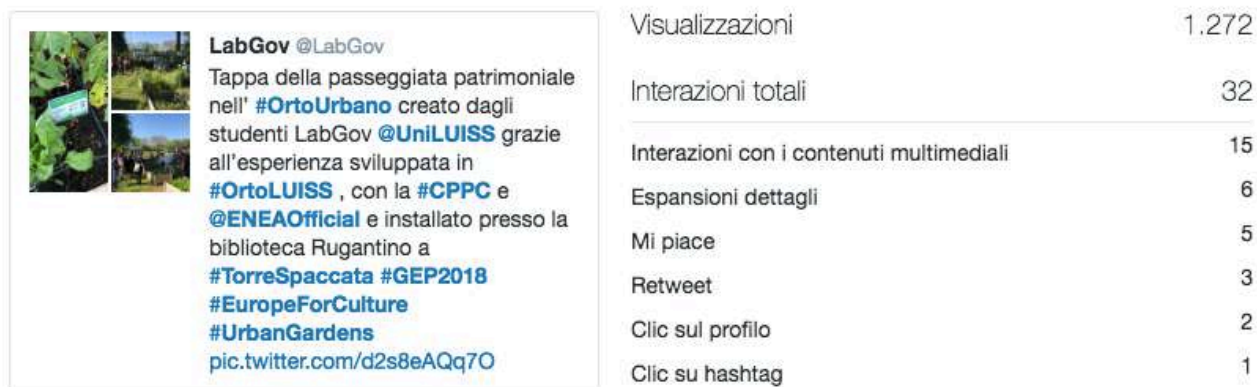 LabGov @LabGov
Tappa della passeggiata patrimoniale
nell' #OrtoUrbano creato dagli
studenti LabGov @UniLUISS grazie
all'esperienza sviluppata in
#OrtoLUISS , con la #CPPC e
@ENEAOfficial e installato presso la
biblioteca Rugantino a
#TorreSpaccata #GEP2018
#EuropeForCulture
#UrbanGardens
pic.twitter.com/d2s8eAQq7O
Visualizzazioni 1.272
Interazioni totali 32
Interazioni con i contenuti multimediali 15
Espansioni dettagli 6
Mi piace 5
Retweet 3
Clic sul profilo 2
Clic su hashtag 1